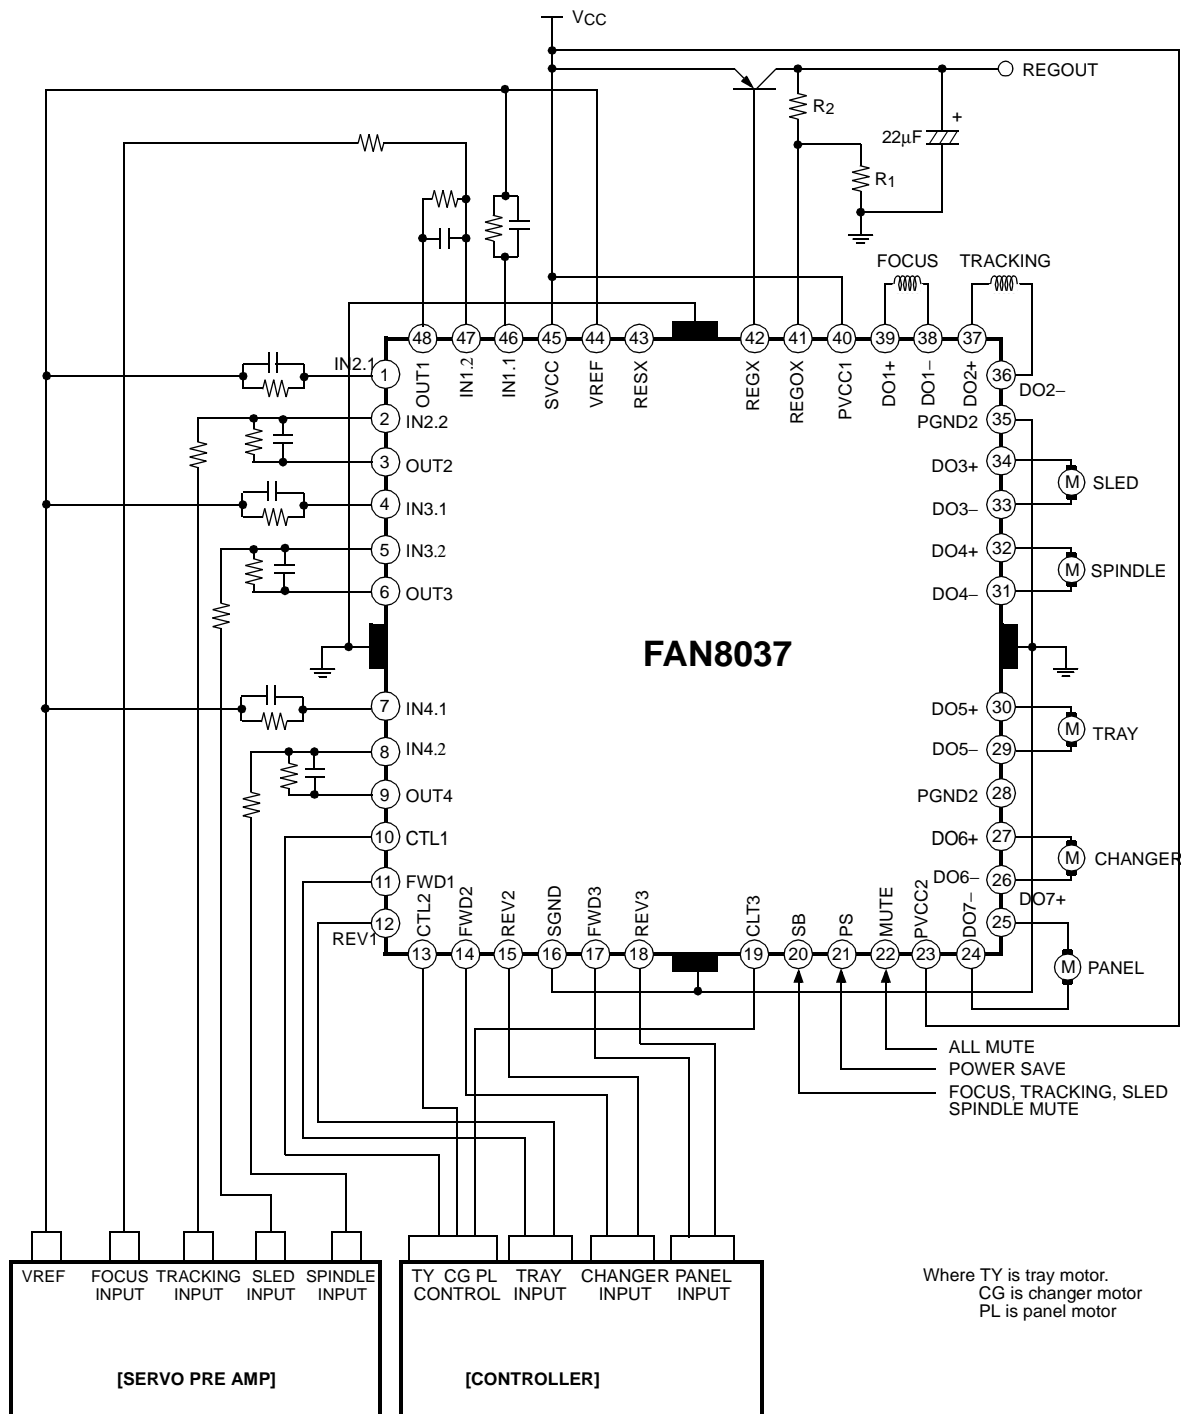 VCC
REGOUT
R2
22μF
+
R1
FOCUS
TRACKING
48
47
46
45
44
43
42
41
40
39
38
37
OUT1
IN1.2
IN1.1
SVCC
VREF
RESX
REGX
REGOX
PVCC1
DO1+
DO1−
DO2+
IN2.1
1
2
IN2.2
3
OUT2
4
IN3.1
5
IN3.2
6
OUT3
7
IN4.1
8
IN4.2
9
OUT4
10
CTL1
11
FWD1
12
REV1
FAN8037
36
DO2−
PGND2
35
DO3+
34
M
SLED
DO3−
33
DO4+
32
M
SPINDLE
DO4−
31
DO5+
30
M
TRAY
DO5−
29
PGND2
28
DO6+
27
M
CHANGER
DO6−
26
DO7+
25
CTL2
FWD2
REV2
SGND
FWD3
REV3
CLT3
SB
PS
MUTE
PVCC2
DO7−
13
14
15
16
17
18
19
20
21
22
23
24
M
PANEL
ALL MUTE
POWER SAVE
FOCUS, TRACKING, SLED
SPINDLE MUTE
VREF
FOCUS
INPUT
TRACKING
INPUT
SLED
INPUT
SPINDLE
INPUT
TY CG PL
CONTROL
TRAY
INPUT
CHANGER
INPUT
PANEL
INPUT
Where TY is tray motor.
CG is changer motor
PL is panel motor
[SERVO PRE AMP]
[CONTROLLER]